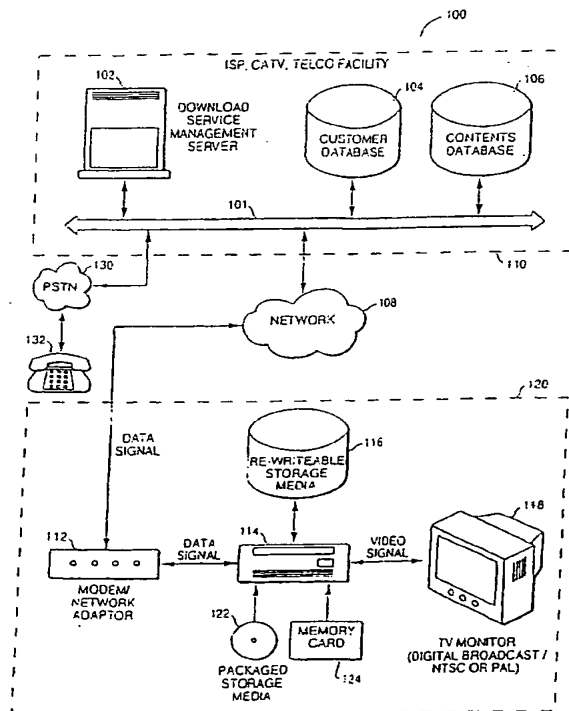 100
ISP, CATV, TELCO FACILITY
102
DOWNLOAD
SERVICE
MANAGEMENT
SERVER
104
CUSTOMER
DATABASE
106
CONTENTS
DATABASE
101
110
130
PSTN
NETWORK
108
132
120
DATA
SIGNAL
RE-WRITEABLE
STORAGE
MEDIA
116
112
MODEM/
NETWORK
ADAPTOR
DATA
SIGNAL
114
VIDEO
SIGNAL
118
TV MONITOR
(DIGITAL BROADCAST /
NTSC OR PAL)
122
PACKAGED
STORAGE
MEDIA
MEMORY
CARD
124